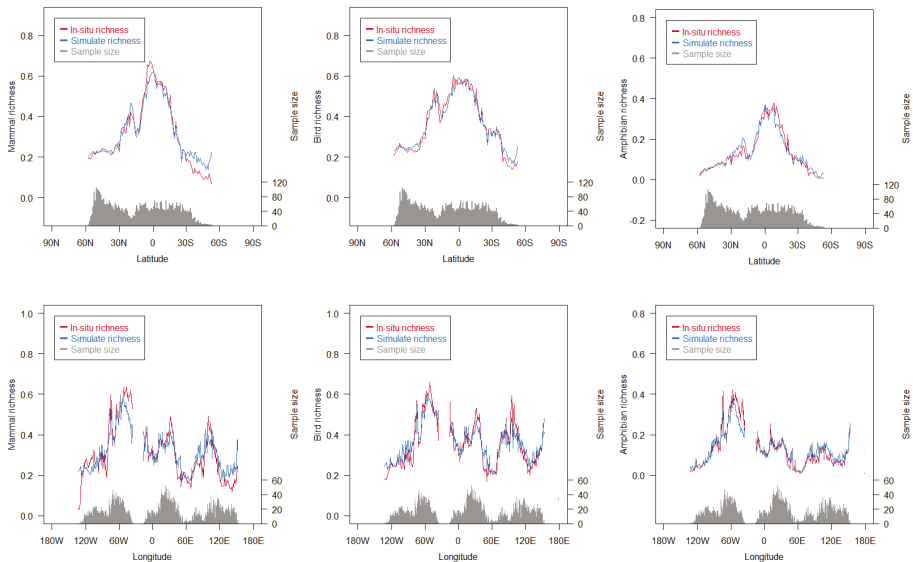 0.8
0.6
0.4
0.2
0.0
Mammal richness
In-situ richness
Simulate richness
Sample size
Sample size
120
80
40
0
90N 60N 30N 0 30S 60S 90S
Latitude
0.8
0.6
0.4
0.2
0.0
Bird richness
In-situ richness
Simulate richness
Sample size
Sample size
120
80
40
0
90N 60N 30N 0 30S 60S 90S
Latitude
0.8
0.6
0.4
0.2
0.0
-0.2
Amphibian richness
In-situ richness
Simulate richness
Sample size
Sample size
120
80
40
0
90N 60N 30N 0 30S 60S 90S
Latitude
1.0
0.8
0.6
0.4
0.2
0.0
Mammal richness
In-situ richness
Simulate richness
Sample size
Sample size
60
40
20
0
180W 120W 60W 0 60E 120E 180E
Longitude
1.0
0.8
0.6
0.4
0.2
0.0
Bird richness
In-situ richness
Simulate richness
Sample size
Sample size
60
40
20
0
180W 120W 60W 0 60E 120E 180E
Longitude
0.8
0.6
0.4
0.2
0.0
Amphibian richness
In-situ richness
Simulate richness
Sample size
Sample size
60
40
20
0
180W 120W 60W 0 60E 120E 180E
Longitude